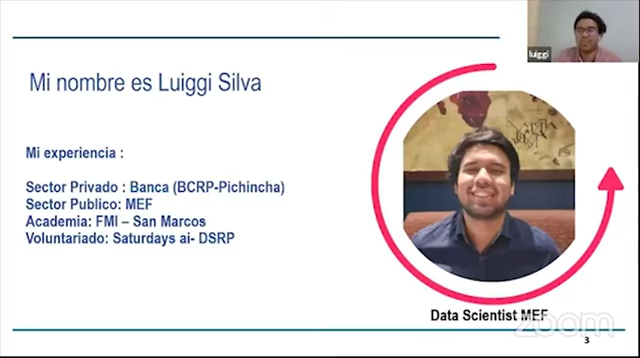 luiggi
Mi nombre es Luiggi Silva
Mi experiencia :
Sector Privado : Banca (BCRP-Pichincha)
Sector Publico: MEF
Academia: FMI – San Marcos
Voluntariado: Saturdays ai- DSRP
Data Scientist MEF
zoom
3